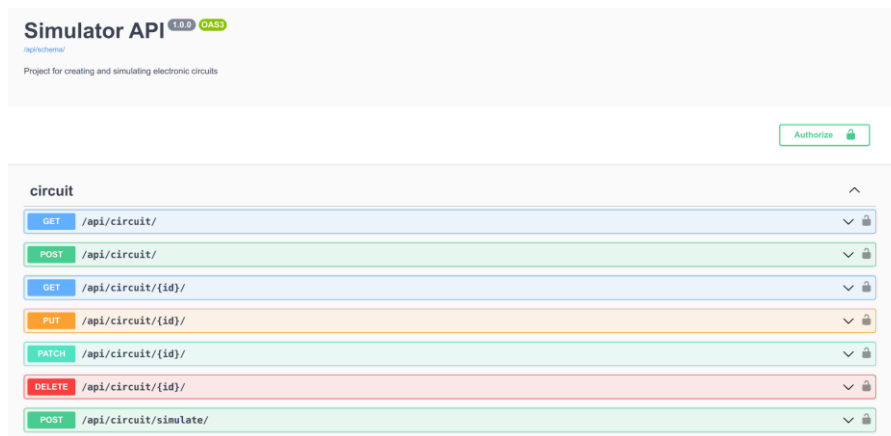 Simulator API 1.0.0 OAS3
/api/schema/
Project for creating and simulating electronic circuits
Authorize
circuit
GET /api/circuit/
POST /api/circuit/
GET /api/circuit/{id}/
PUT /api/circuit/{id}/
PATCH /api/circuit/{id}/
DELETE /api/circuit/{id}/
POST /api/circuit/simulate/